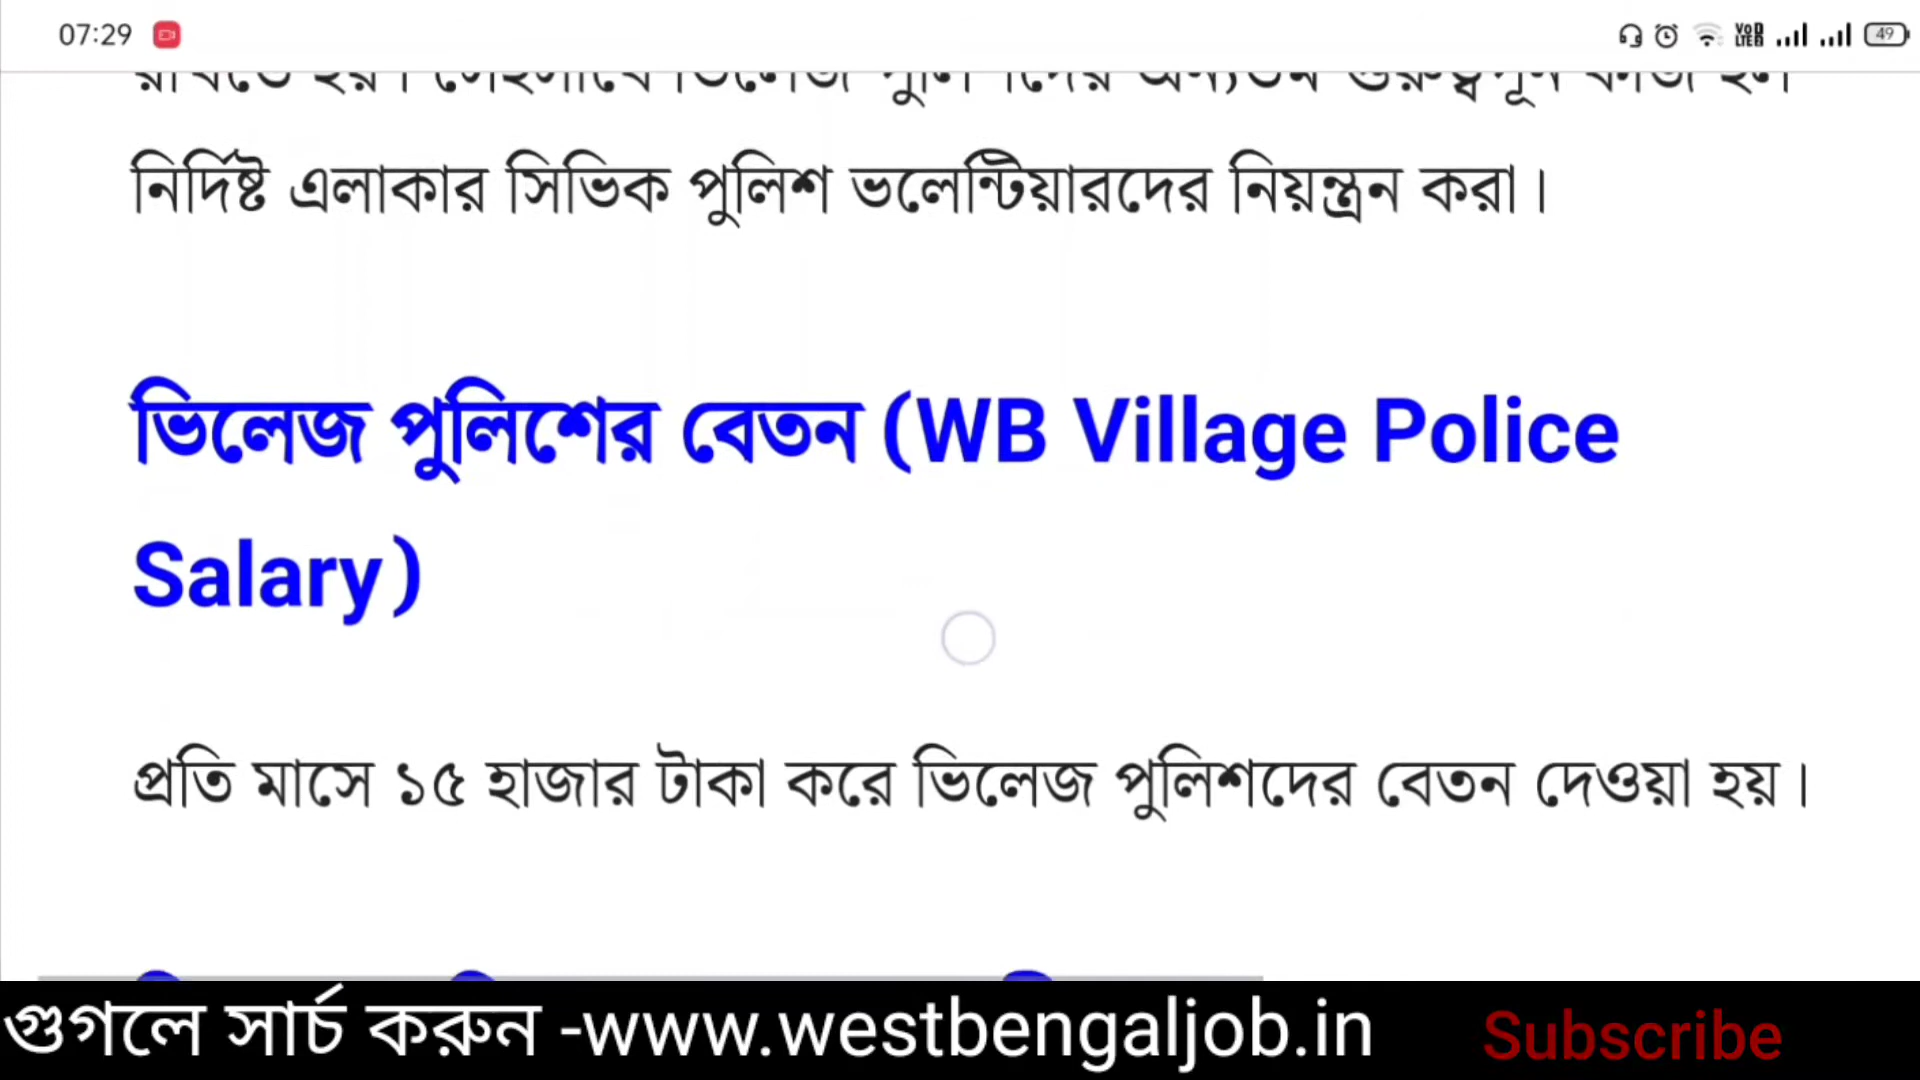 07:29
49
নির্দিষ্ট এলাকার সিভিক পুলিশ ভলেন্টিয়ারদের নিয়ন্ত্রন করা।
ভিলেজ পুলিশের বেতন (WB Village Police
Salary)
প্রতি মাসে ১৫ হাজার টাকা করে ভিলেজ পুলিশদের বেতন দেওয়া হয়।
গুগলে সার্চ করুন -www.westbengaljob.in
Subscribe